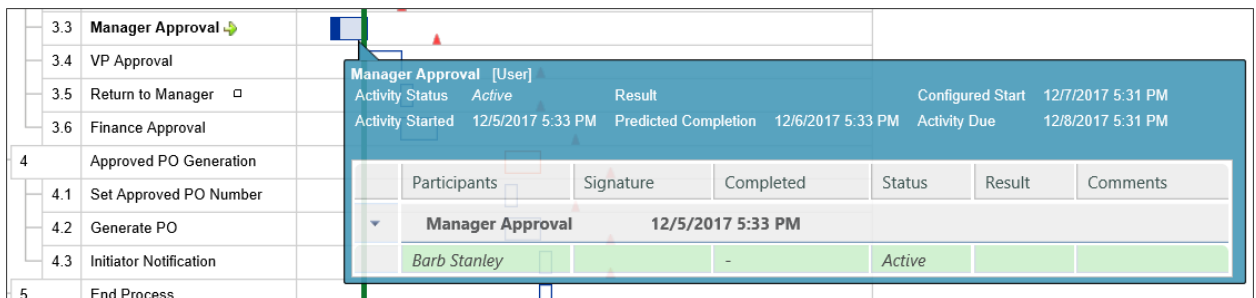 3.3 Manager Approval
3.4 VP Approval
3.5 Return to Manager
3.6 Finance Approval
4 Approved PO Generation
4.1 Set Approved PO Number
4.2 Generate PO
4.3 Initiator Notification
5 End Process
Manager Approval [User]
Activity Status Active Result Configured Start 12/7/2017 5:31 PM
Activity Started 12/5/2017 5:33 PM Predicted Completion 12/6/2017 5:33 PM Activity Due 12/8/2017 5:31 PM
Participants Signature Completed Status Result Comments
Manager Approval 12/5/2017 5:33 PM
Barb Stanley - Active